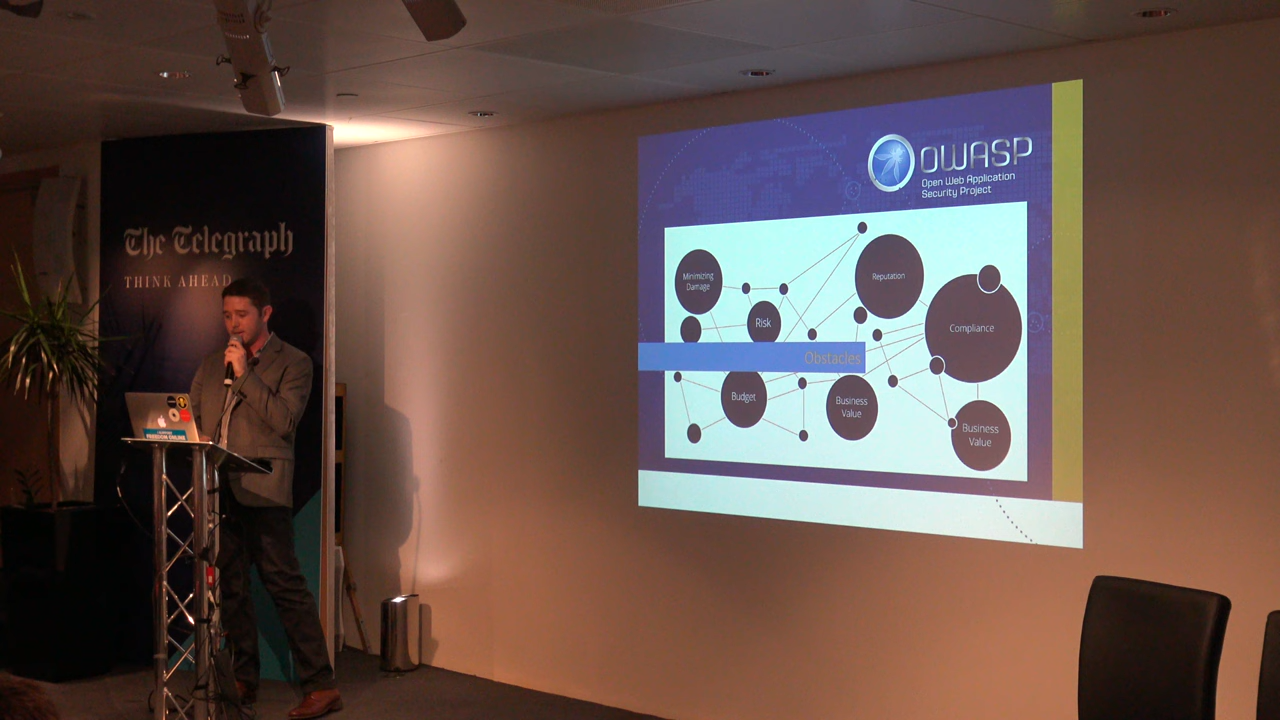 The Telegraph
THINK AHEAD
FREEDOM ONLINE
OWASP
Open Web Application
Security Project
Minimizing
Damage
Risk
Reputation
Compliance
Obstacles
Budget
Business
Value
Business
Value